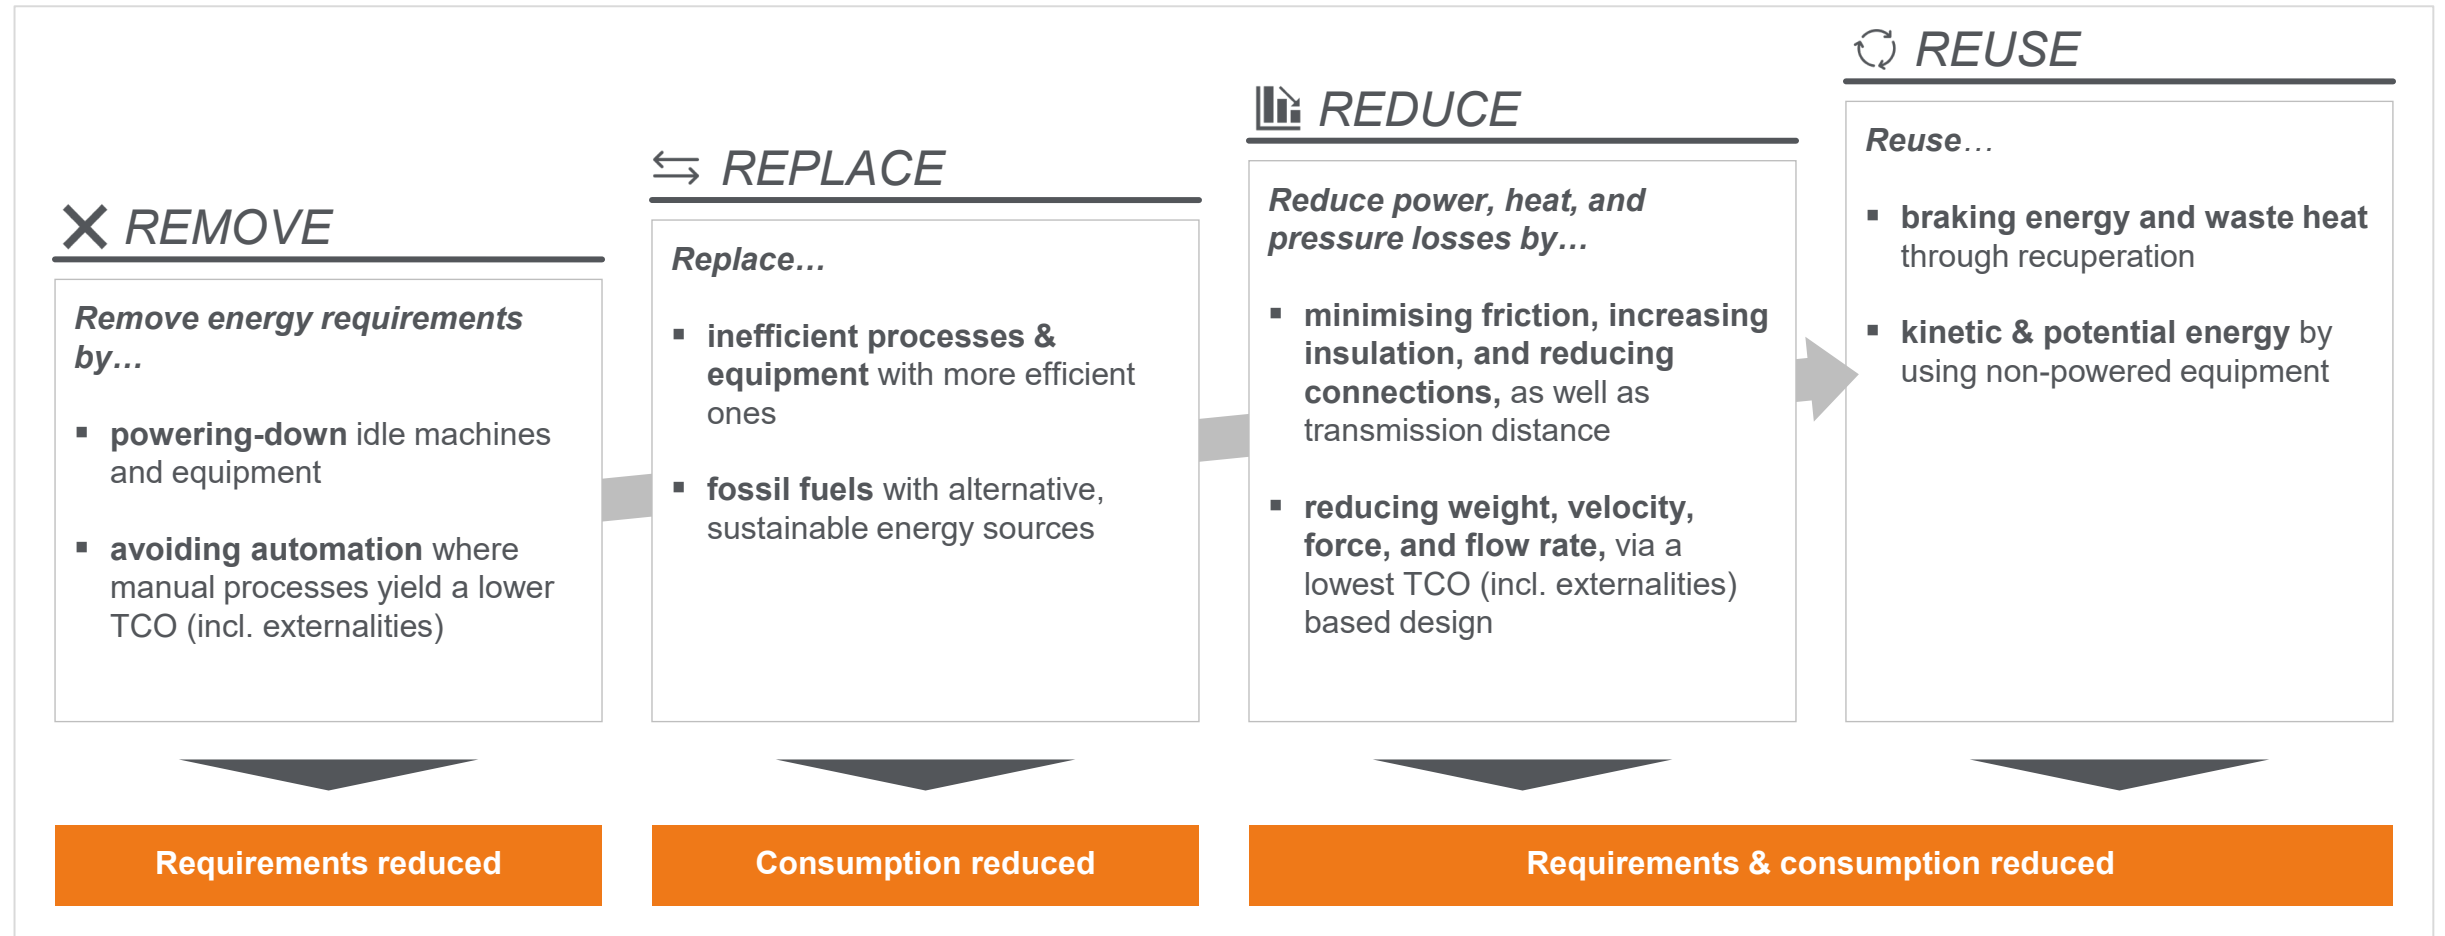 REMOVE
Remove energy requirements
by…
▪ powering-down idle machines
and equipment
▪ avoiding automation where
manual processes yield a lower
TCO (incl. externalities)
Requirements reduced
REPLACE
Replace…
▪ inefficient processes &
equipment with more efficient
ones
▪ fossil fuels with alternative,
sustainable energy sources
Consumption reduced
REDUCE
Reduce power, heat, and
pressure losses by…
▪ minimising friction, increasing
insulation, and reducing
connections, as well as
transmission distance
▪ reducing weight, velocity,
force, and flow rate, via a
lowest TCO (incl. externalities)
based design
REUSE
Reuse…
▪ braking energy and waste heat
through recuperation
▪ kinetic & potential energy by
using non-powered equipment
Requirements & consumption reduced